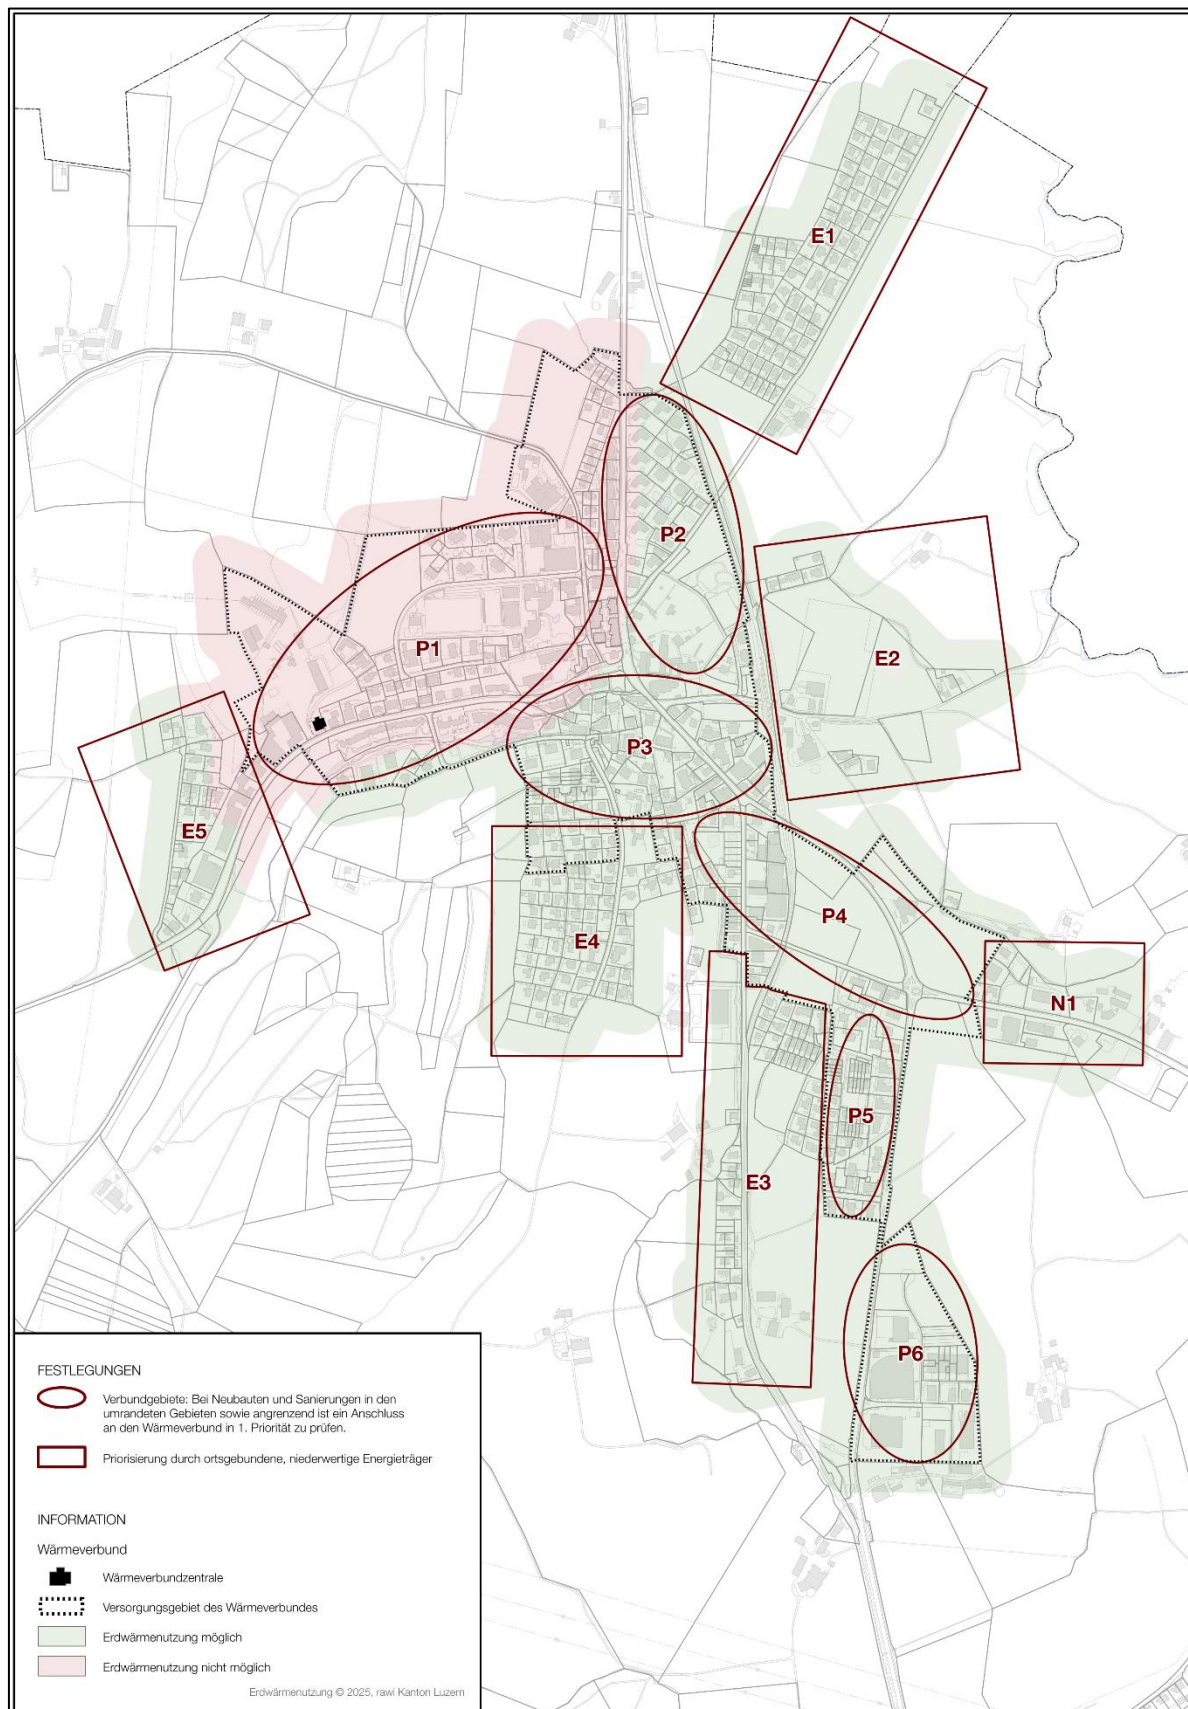 E1
P2
P1
E2
P3
E5
P4
E4
N1
P5
E3
P6
FESTLEGUNGEN
Verbundgebiete: Bei Neubauten und Sanierungen in den
umrandeten Gebieten sowie angrenzend ist ein Anschluss
an den Wärmeverbund in 1. Priorität zu prüfen.
Priorisierung durch ortsgebundene, niederwertige Energieträger
INFORMATION
Wärmeverbund
Wärmeverbundzentrale
Versorgungsgebiet des Wärmeverbundes
Erdwärmenutzung möglich
Erdwärmenutzung nicht möglich
Erdwärmenutzung © 2025, rawi Kanton Luzern